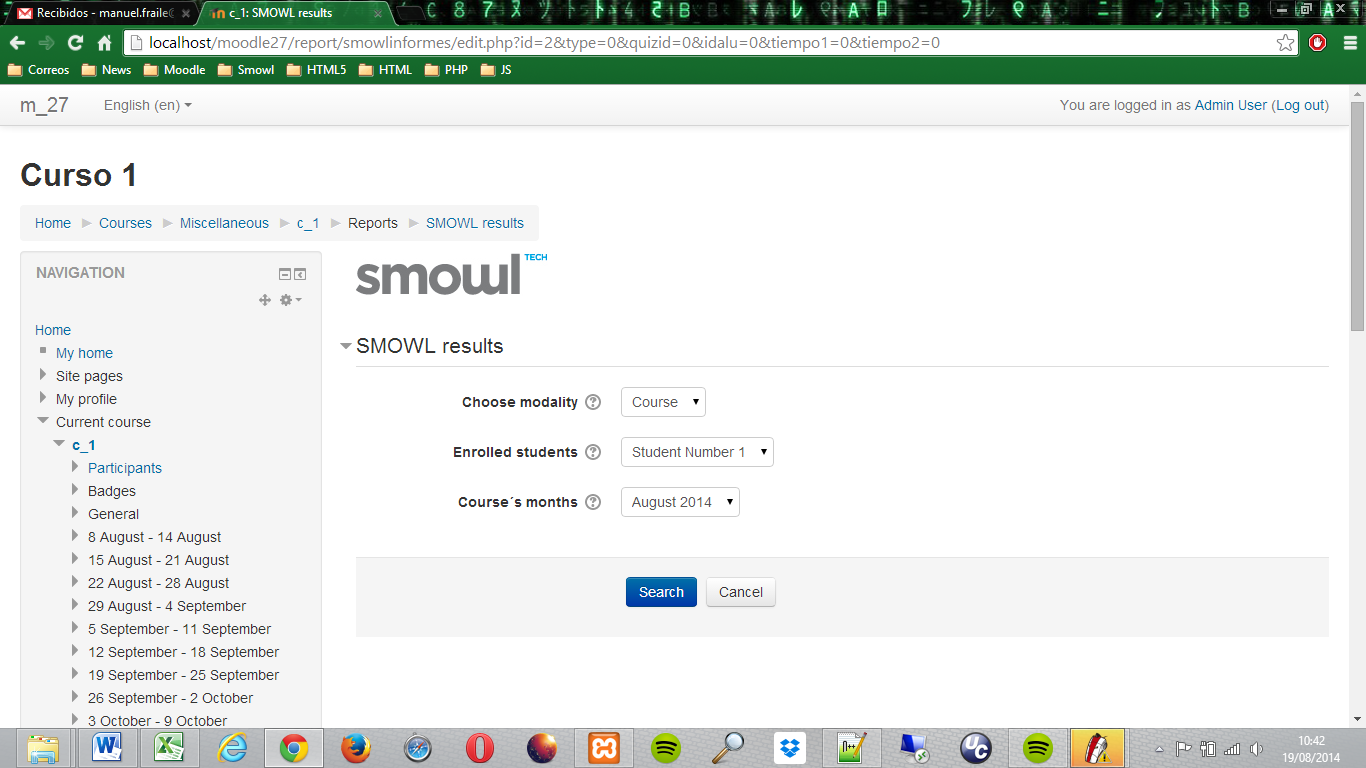 Recibidos - manuel.fraile@
c_1: SMOWL results
localhost/moodle27/report/smowlinformes/edit.php?id=2&type=0&quizid=0&idalu=0&tiempo1=0&tiempo2=0
Correos News Moodle Smowl HTML5 HTML PHP JS
m_27 English (en) You are logged in as Admin User (Log out)
Curso 1
Home Courses Miscellaneous c_1 Reports SMOWL results
NAVIGATION
Home
My home
Site pages
My profile
Current course
c_1
Participants
Badges
General
8 August - 14 August
15 August - 21 August
22 August - 28 August
29 August - 4 September
5 September - 11 September
12 September - 18 September
19 September - 25 September
26 September - 2 October
3 October - 9 October
smowl TECH
SMOWL results
Choose modality Course
Enrolled students Student Number 1
Course´s months August 2014
Search Cancel
10:42
19/08/2014